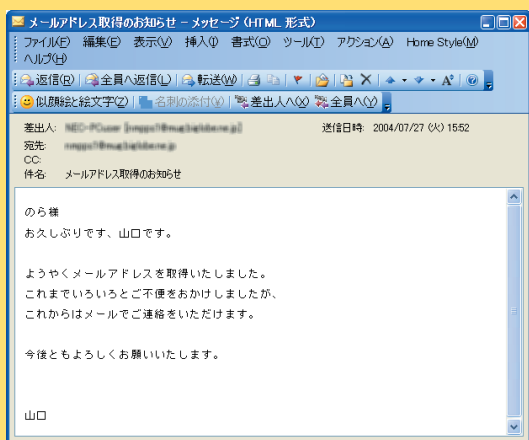 メールアドレス取得のお知らせ - メッセージ (HTML 形式)
ファイル(F) 編集(E) 表示(V) 挿入(I) 書式(O) ツール(T) アクション(A) Home Style(M)
ヘルプ(H)
返信(R) 全員へ返信(L) 転送(W)
似顔絵と絵文字(Z) 名刺の添付(V) 差出人へ(X) 全員へ(Y)
差出人: 送信日時: 2004/07/27 (火) 15:52
宛先:
CC:
件名: メールアドレス取得のお知らせ
のら様
お久しぶりです、山口です。
ようやくメールアドレスを取得いたしました。
これまでいろいろとご不便をおかけしましたが、
これからはメールでご連絡をいただけます。
今後ともよろしくお願いいたします。
山口